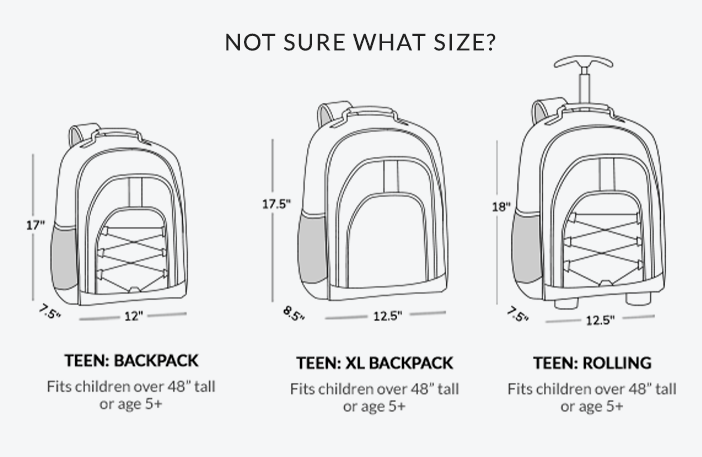 NOT SURE WHAT SIZE?
17"
7.5"
12"
TEEN: BACKPACK
Fits children over 48” tall
or age 5+
17.5"
8.5"
12.5"
TEEN: XL BACKPACK
Fits children over 48” tall
or age 5+
18"
7.5"
12.5"
TEEN: ROLLING
Fits children over 48” tall
or age 5+